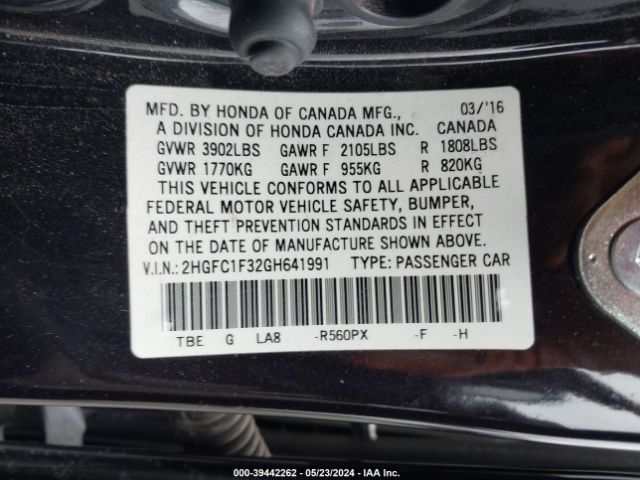 MFD. BY HONDA OF CANADA MFG., 03/'16
A DIVISION OF HONDA CANADA INC. CANADA
GVWR 3902LBS GAWR F 2105LBS R 1808LBS
GVWR 1770KG GAWR F 955KG R 820KG
THIS VEHICLE CONFORMS TO ALL APPLICABLE
FEDERAL MOTOR VEHICLE SAFETY, BUMPER,
AND THEFT PREVENTION STANDARDS IN EFFECT
ON THE DATE OF MANUFACTURE SHOWN ABOVE.
V.I.N.: 2HGFC1F32GH641991 TYPE: PASSENGER CAR
TBE G LA8 -R560PX -F -H
000-39442262 - 05/23/2024 - IAA Inc.